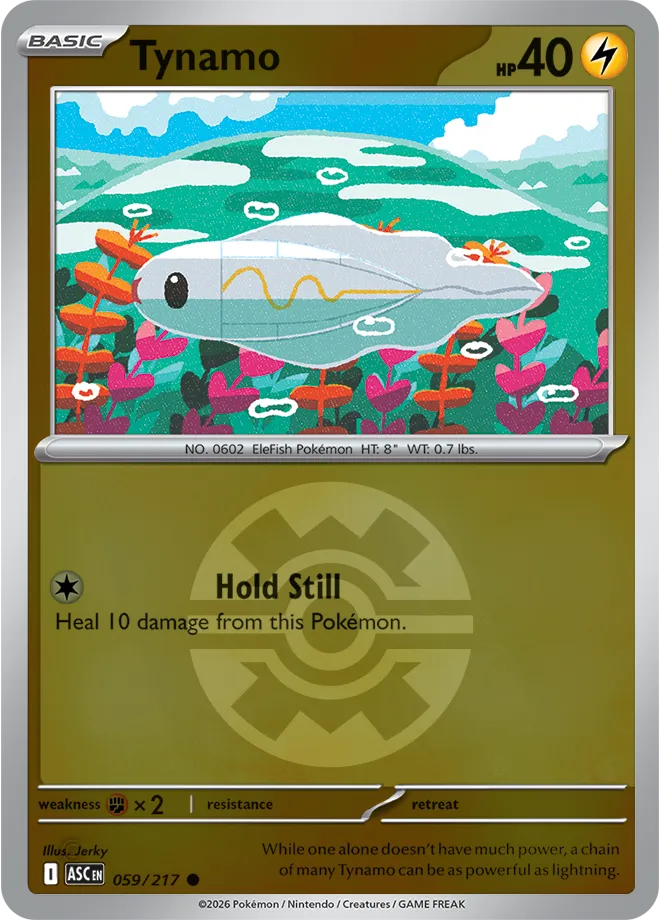 BASIC Tynamo HP 40
NO. 0602 EleFish Pokémon HT: 8" WT: 0.7 lbs.
Hold Still
Heal 10 damage from this Pokémon.
weakness × 2 resistance retreat
Illus. Jerky
While one alone doesn't have much power, a chain
of many Tynamo can be as powerful as lightning.
I ASC EN 059/217
©2026 Pokémon / Nintendo / Creatures / GAME FREAK